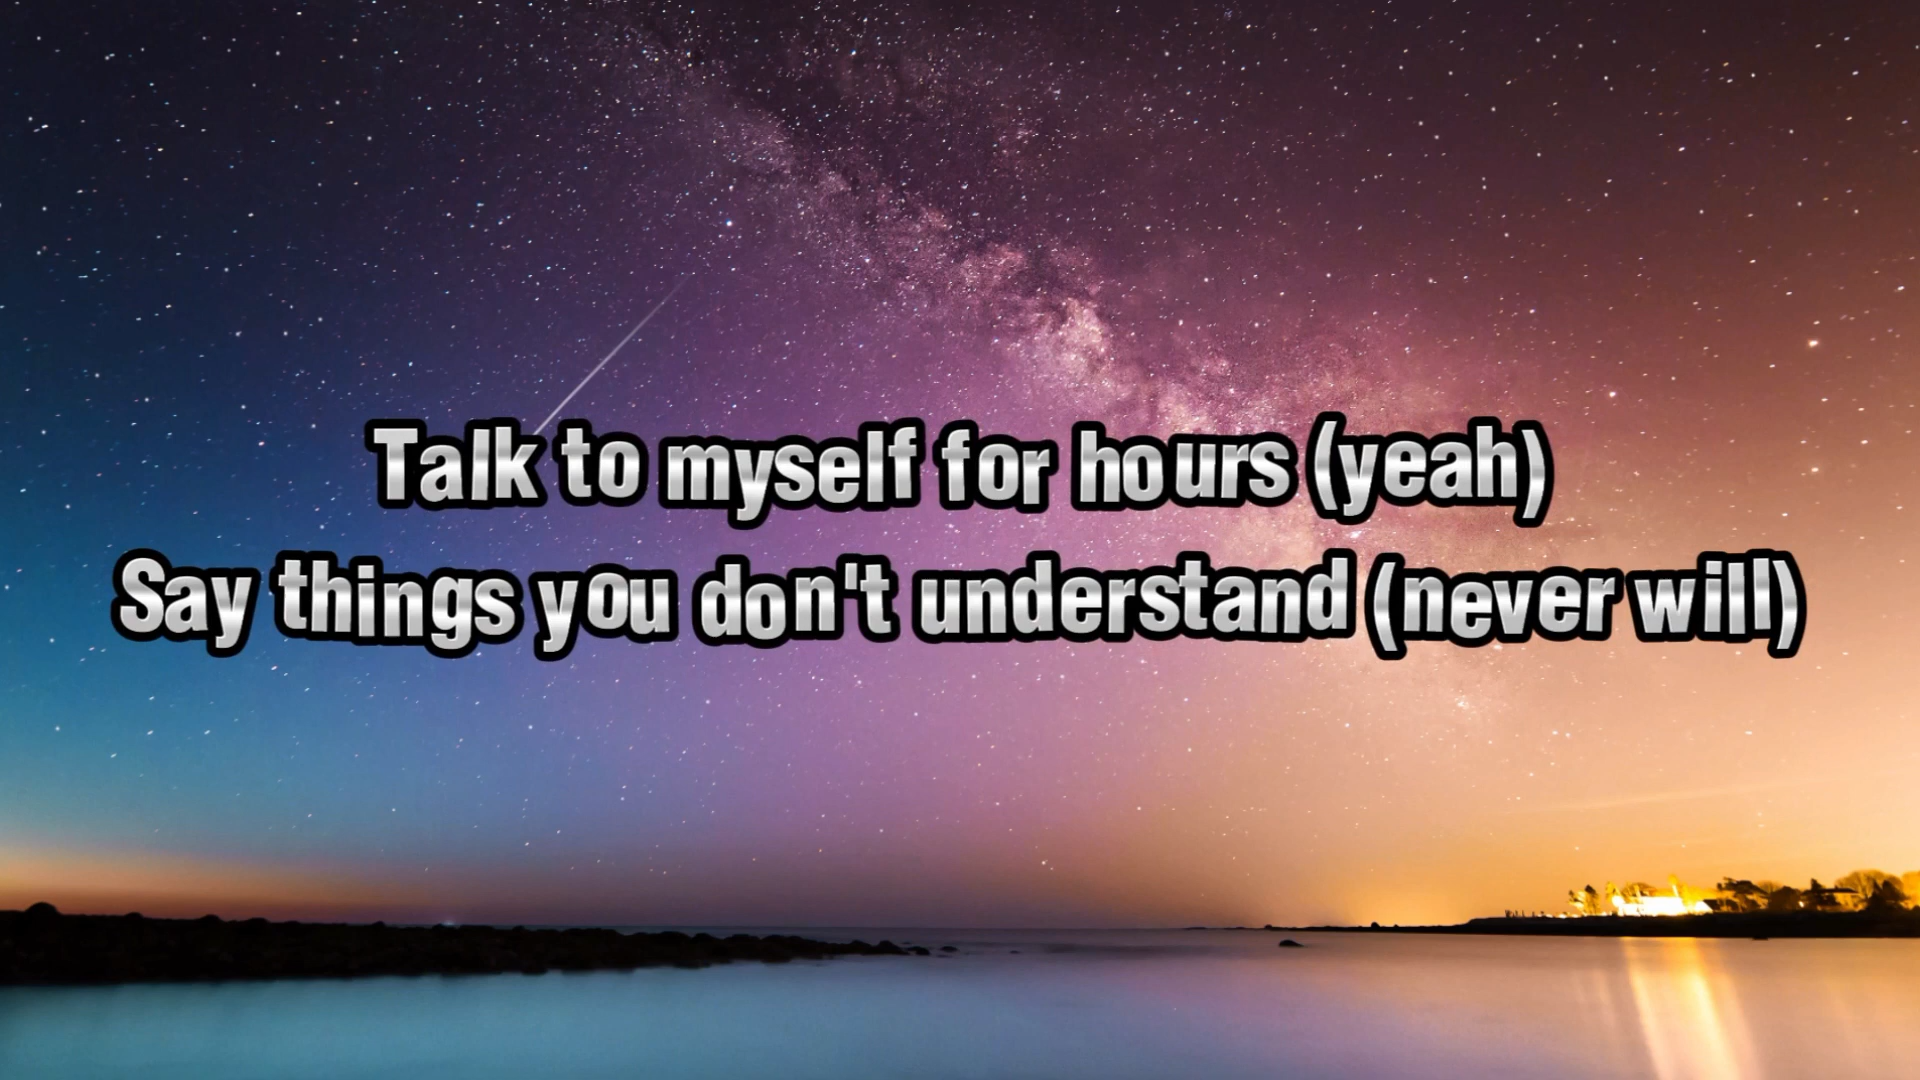 Talk to myself for hours (yeah)
Say things you don't understand (never will)